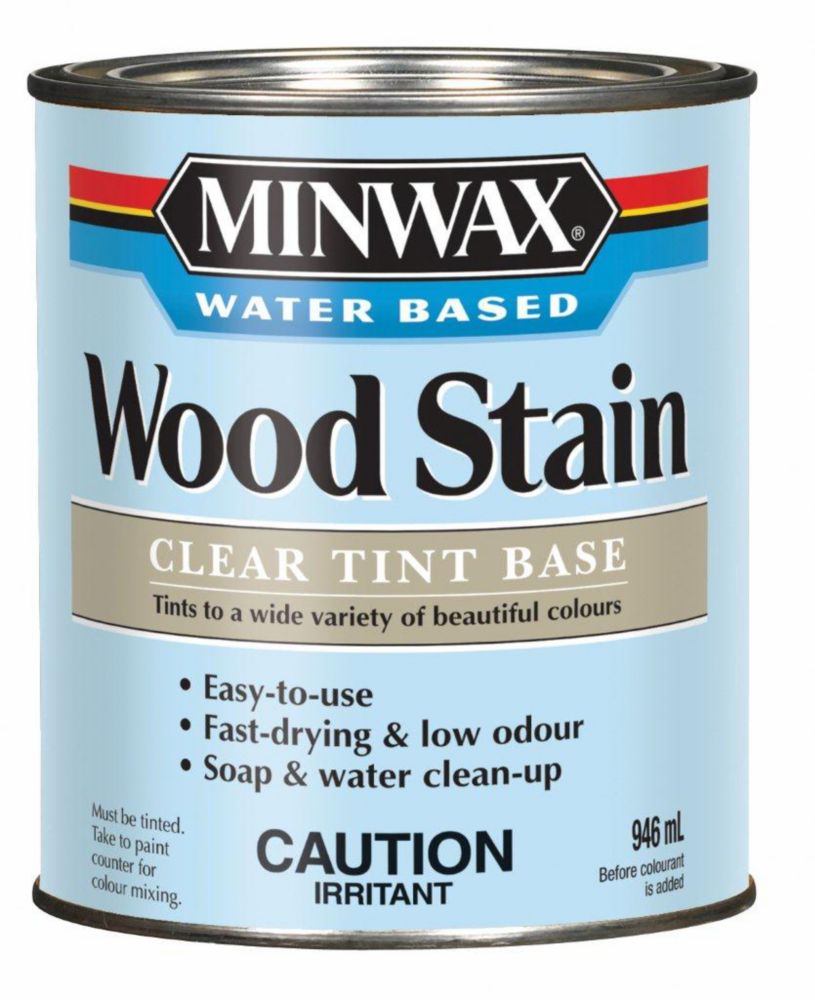 MINWAX®
WATER BASED
Wood Stain
CLEAR TINT BASE
Tints to a wide variety of beautiful colours
• Easy-to-use
• Fast-drying & low odour
• Soap & water clean-up
Must be tinted.
Take to paint
counter for
colour mixing.
CAUTION
IRRITANT
946 mL
Before colourant
is added